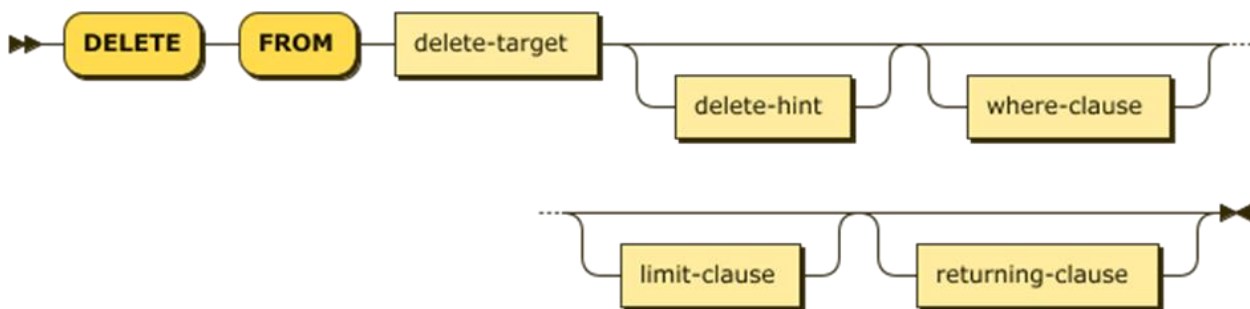 DELETE FROM delete-target
delete-hint where-clause
limit-clause returning-clause